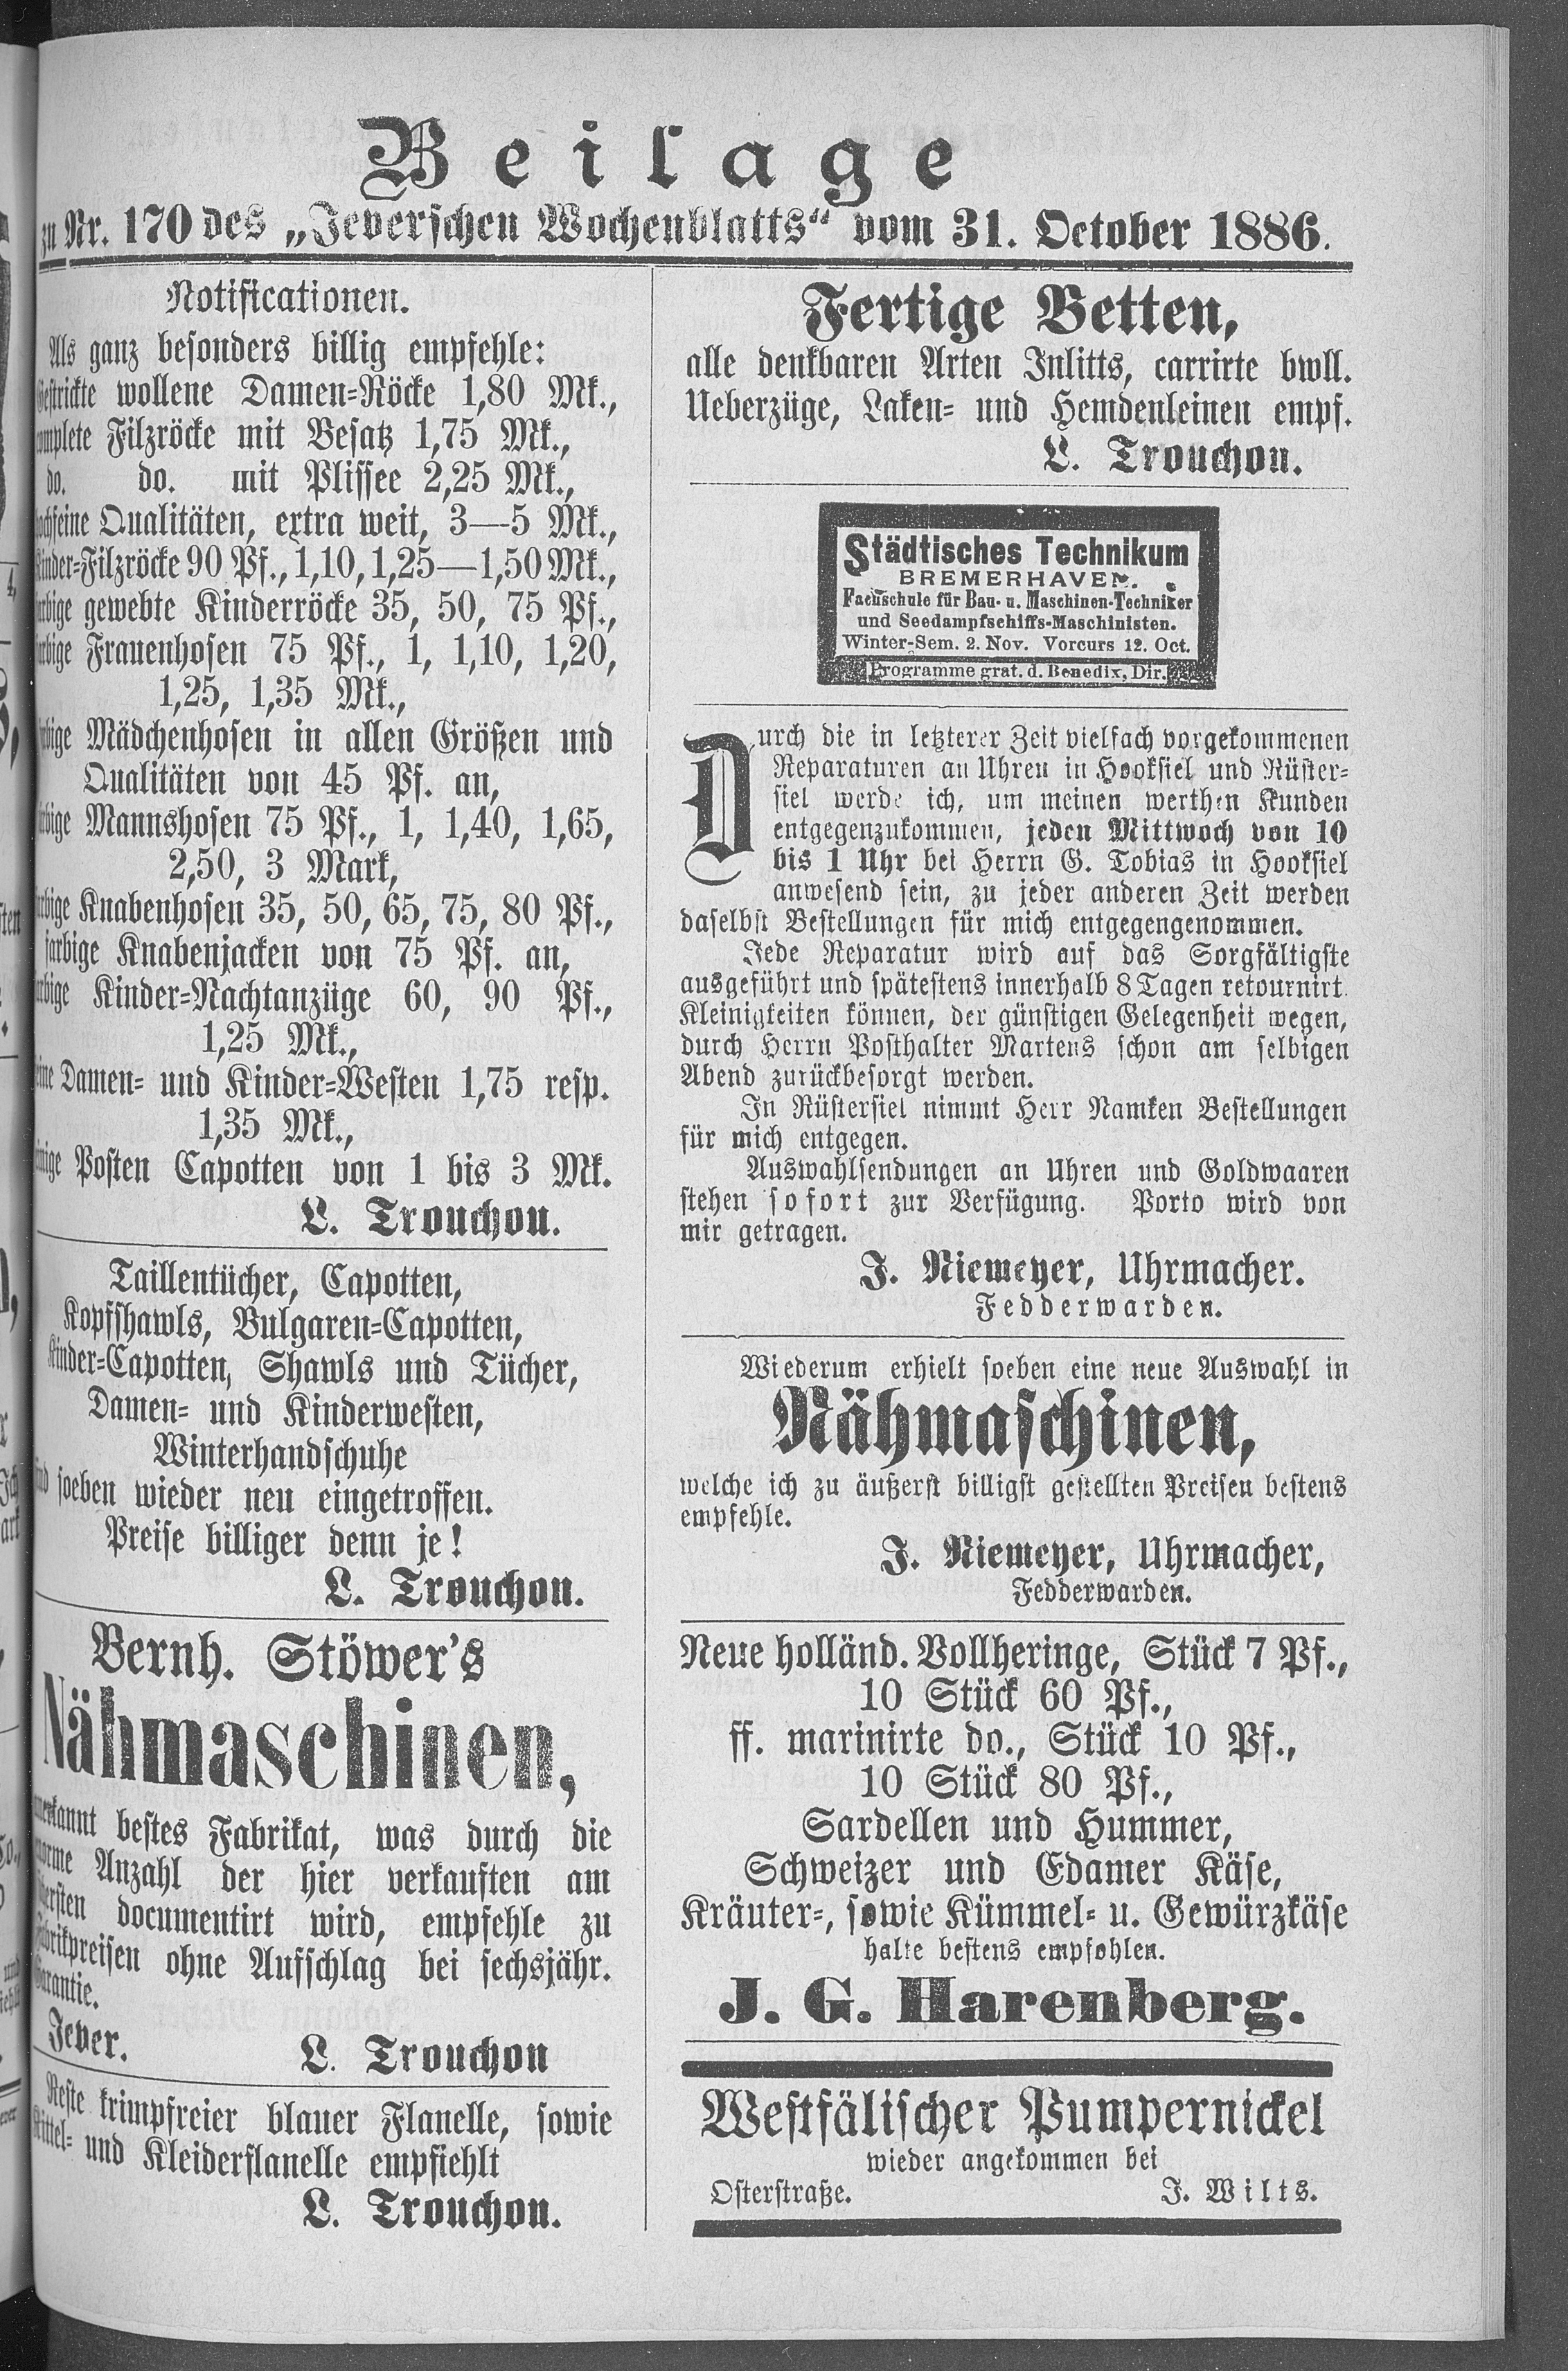 Beilage
zu Nr. 170 des „Jeverschen Wochenblatts“ vom 31. October 1886.
Notificationen.
Als ganz besonders billig empfehle:
Gestrickte wollene Damen-Röcke 1,80 Mk.,
complete Filzröcke mit Besatz 1,75 Mk.,
do. do. mit Plissee 2,25 Mk.,
hochfeine Qualitäten, extra weit, 3—5 Mk.,
Kinder-Filzröcke 90 Pf., 1,10, 1,25—1,50 Mk.,
farbige gewebte Kinderröcke 35, 50, 75 Pf.,
farbige Frauenhosen 75 Pf., 1, 1,10, 1,20,
1,25, 1,35 Mk.,
farbige Mädchenhosen in allen Größen und
Qualitäten von 45 Pf. an,
farbige Mannshosen 75 Pf., 1, 1,40, 1,65,
2,50, 3 Mark,
farbige Knabenhosen 35, 50, 65, 75, 80 Pf.,
farbige Knabenjacken von 75 Pf. an,
farbige Kinder-Nachtanzüge 60, 90 Pf.,
1,25 Mk.,
Damen- und Kinder-Westen 1,75 resp.
1,35 Mk.,
einige Posten Capotten von 1 bis 3 Mk.
L. Trouchon.
Taillentücher, Capotten,
Kopfshawls, Bulgaren-Capotten,
Kinder-Capotten, Shawls und Tücher,
Damen- und Kinderwesten,
Winterhandschuhe
sind soeben wieder neu eingetroffen.
Preise billiger denn je!
L. Trouchon.
Bernh. Stöwer's
Nähmaschinen,
anerkannt bestes Fabrikat, was durch die
enorme Anzahl der hier verkauften am
documentirt wird, empfehle zu
Fabrikpreisen ohne Aufschlag bei sechsjähr.
Garantie.
Jever. L. Trouchon
Reste krimpfreier blauer Flanelle, sowie
Kittel- und Kleiderflanelle empfiehlt
L. Trouchon.
Fertige Betten,
alle denkbaren Arten Inlitts, carrirte bwll.
Ueberzüge, Laken- und Hemdenleinen empf.
L. Trouchon.
Städtisches Technikum
BREMERHAVEN.
Fachschule für Bau- u. Maschinen-Techniker
und Seedampfschiffs-Maschinisten.
Winter-Sem. 2. Nov. Vorcurs 12. Oct.
Programme grat. d. Benedix, Dir.
Durch die in letzterer Zeit vielfach vorgekommenen
Reparaturen an Uhren in Hooksiel und Rüster-
siel werde ich, um meinen werthen Kunden
entgegenzukommen, jeden Mittwoch von 10
bis 1 Uhr bei Herrn G. Tobias in Hooksiel
anwesend sein, zu jeder anderen Zeit werden
daselbst Bestellungen für mich entgegengenommen.
Jede Reparatur wird auf das Sorgfältigste
ausgeführt und spätestens innerhalb 8 Tagen retournirt.
Kleinigkeiten können, der günstigen Gelegenheit wegen,
durch Herrn Posthalter Martens schon am selbigen
Abend zurückbesorgt werden.
In Rüstersiel nimmt Herr Namken Bestellungen
für mich entgegen.
Auswahlsendungen an Uhren und Goldwaaren
stehen sofort zur Verfügung. Porto wird von
mir getragen.
J. Niemeyer, Uhrmacher.
Fedderwarden.
Wiederum erhielt soeben eine neue Auswahl in
Nähmaschinen,
welche ich zu äußerst billigst gestellten Preisen bestens
empfehle.
J. Niemeyer, Uhrmacher,
Fedderwarden.
Neue holländ. Vollheringe, Stück 7 Pf.,
10 Stück 60 Pf.,
ff. marinirte do., Stück 10 Pf.,
10 Stück 80 Pf.,
Sardellen und Hummer,
Schweizer und Edamer Käse,
Kräuter-, sowie Kümmel- u. Gewürzkäse
halte bestens empfohlen.
J. G. Harenberg.
Westfälischer Pumpernickel
wieder angekommen bei
Osterstraße. J. Wilts.